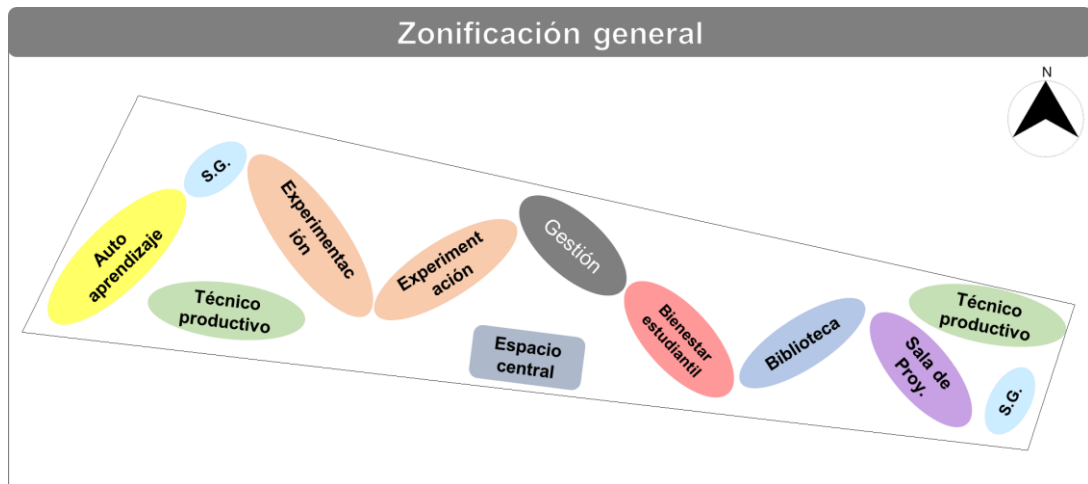 Zonificación general
N
S.G.
Auto
aprendizaje
Experimentac
ión
Técnico
productivo
Experiment
ación
Gestión
Espacio
central
Bienestar
estudiantil
Biblioteca
Técnico
productivo
Sala de
Proy.
S.G.